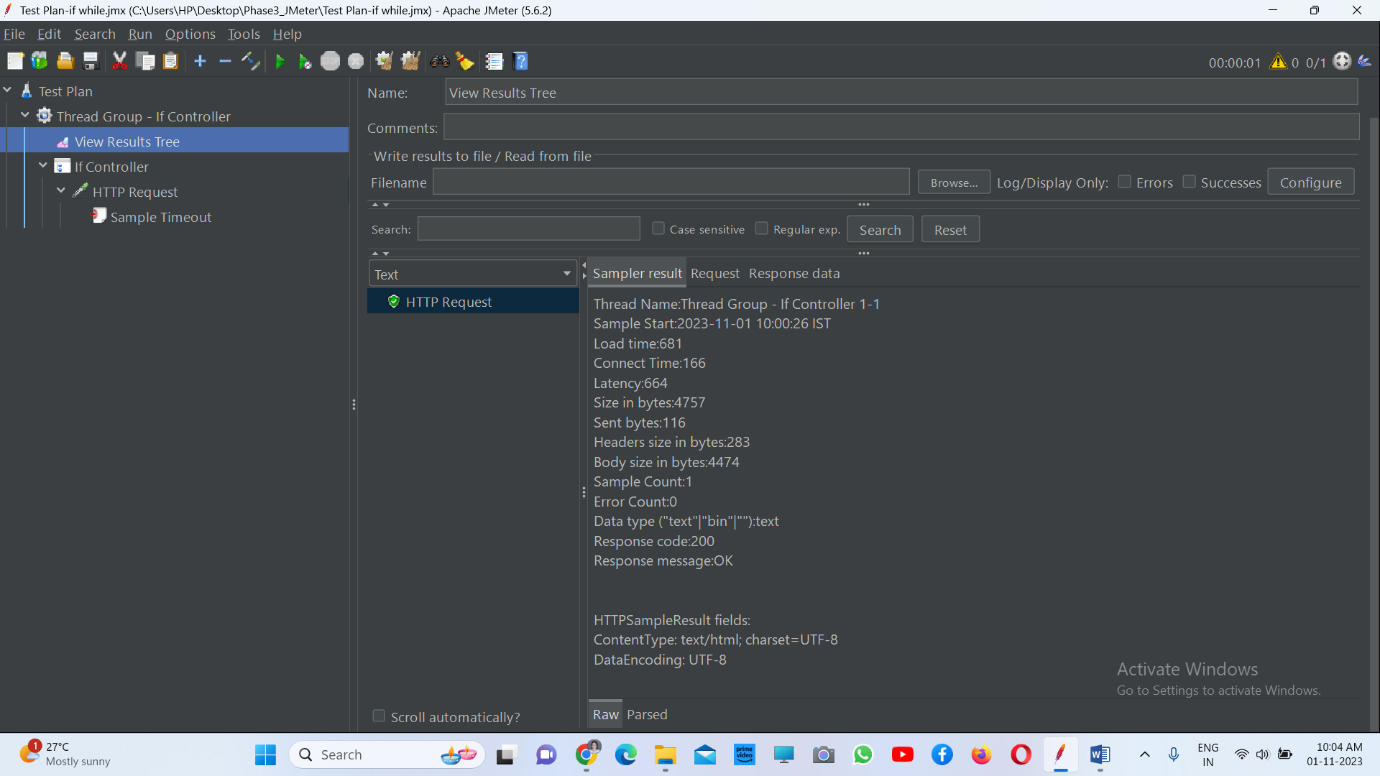 Test Plan-if while.jmx (C:\Users\HP\Desktop\Phase3_JMeter\Test Plan-if while.jmx) - Apache JMeter (5.6.2)
File Edit Search Run Options Tools Help
00:00:01 0 0/1
Test Plan
Thread Group - If Controller
View Results Tree
If Controller
HTTP Request
Sample Timeout
Name: View Results Tree
Comments:
Write results to file / Read from file
Filename Browse... Log/Display Only: Errors Successes Configure
Search: Case sensitive Regular exp. Search Reset
Text
HTTP Request
Scroll automatically?
Sampler result Request Response data
Thread Name:Thread Group - If Controller 1-1
Sample Start:2023-11-01 10:00:26 IST
Load time:681
Connect Time:166
Latency:664
Size in bytes:4757
Sent bytes:116
Headers size in bytes:283
Body size in bytes:4474
Sample Count:1
Error Count:0
Data type ("text"|"bin"|""):text
Response code:200
Response message:OK
HTTPSampleResult fields:
ContentType: text/html; charset=UTF-8
DataEncoding: UTF-8
Raw Parsed
Activate Windows
Go to Settings to activate Windows.
1
27°C
Mostly sunny
Search
prime
video
ENG
IN
10:04 AM
01-11-2023